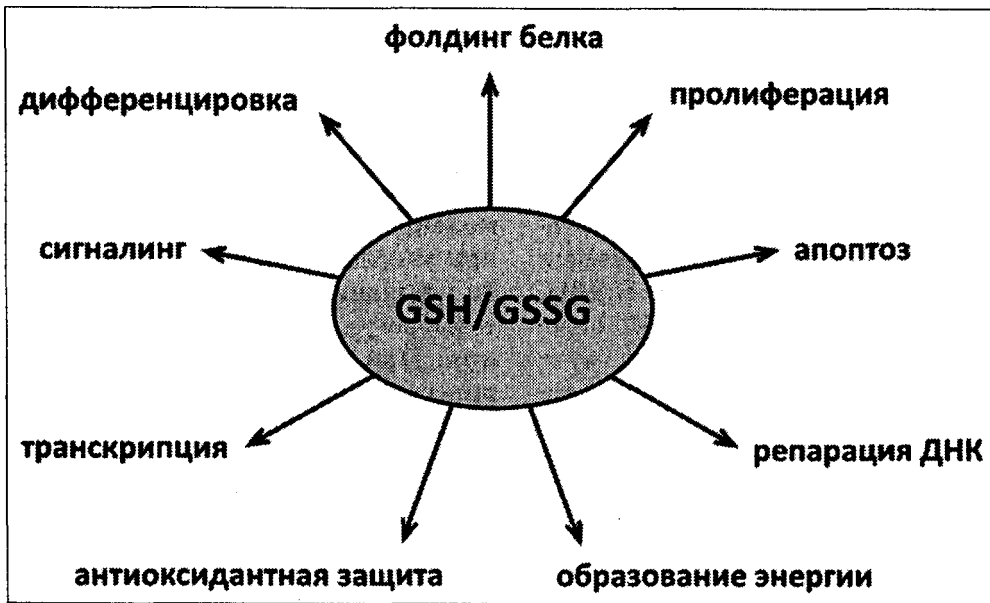 фолдинг белка
дифференцировка
пролиферация
сигналинг
апоптоз
GSH/GSSG
транскрипция
репарация ДНК
антиоксидантная защита
образование энергии